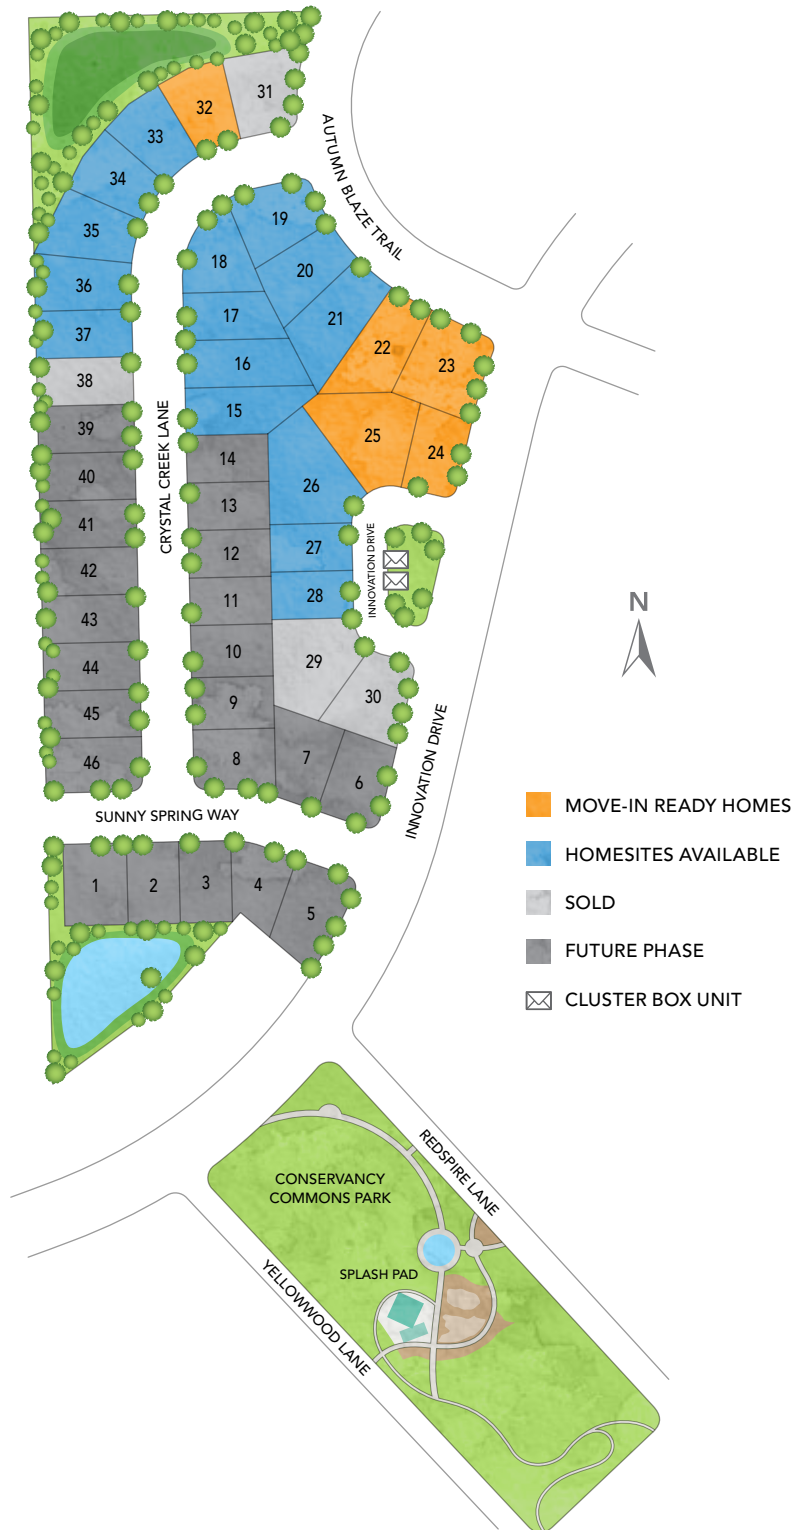 31
32
33
AUTUMN BLAZE TRAIL
34
19
35
18
20
36
17
21
37
22
16
23
38
15
39
25
CRYSTAL CREEK LANE
24
14
40
26
13
41
INNOVATION DRIVE
27
12
42
28
11
43
N
10
29
44
30
9
45
INNOVATION DRIVE
8
7
46
6
MOVE-IN READY HOMES
SUNNY SPRING WAY
HOMESITES AVAILABLE
1
2
3
4
SOLD
5
FUTURE PHASE
CLUSTER BOX UNIT
REDSPIRE LANE
CONSERVANCY
COMMONS PARK
SPLASH PAD
YELLOWWOOD LANE